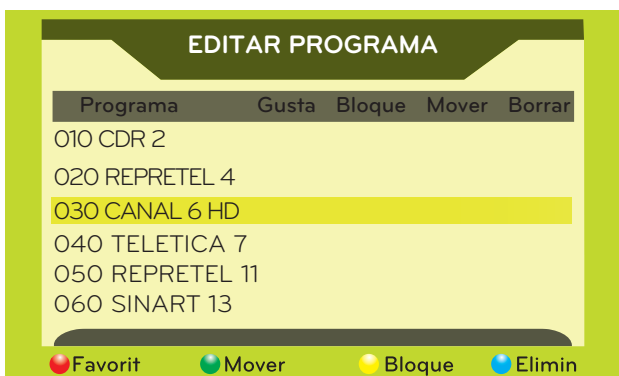 EDITAR PROGRAMA
Programa Gusta Bloque Mover Borrar
010 CDR 2
020 REPRETEL 4
030 CANAL 6 HD
040 TELETICA 7
050 REPRETEL 11
060 SINART 13
Favorit Mover Bloque Elimin